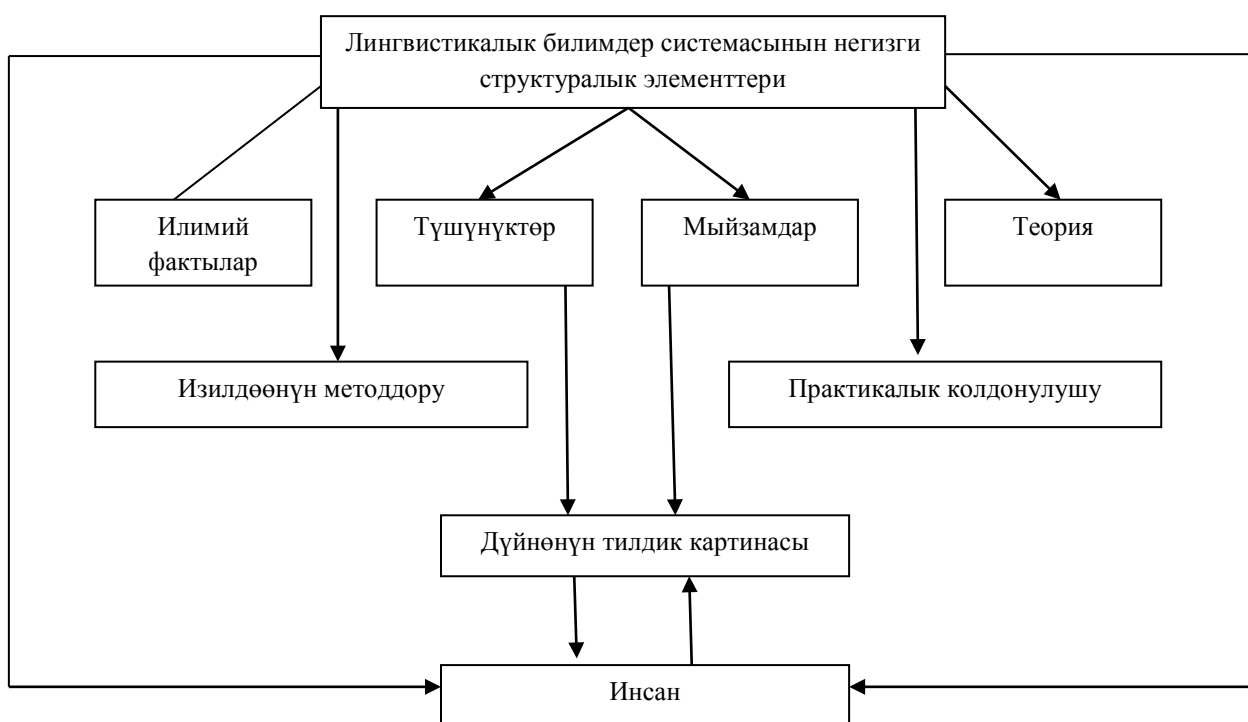 Лингвистикалык билимдер системасынын негизги
структуралык элементтери
Илимий
фактылар
Түшүнүктөр
Мыйзамдар
Теория
Изилдөөнүн методдору
Практикалык колдонулушу
Дүйнөнүн тилдик картинасы
Инсан